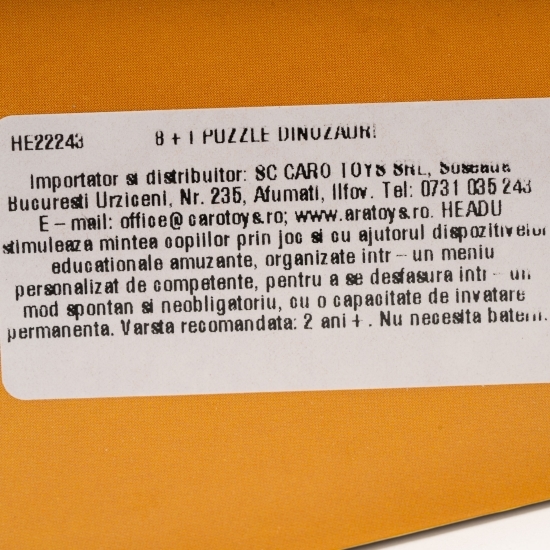 HE22243 8 + 1 PUZZLE DINOZAURI
Importator si distribuitor: SC CARO TOYS SRL, Soseaua
Bucuresti Urziceni, Nr. 235, Afumati, Ilfov. Tel: 0731 035 243
E-mail: office@carotoys.ro; www.aratoys.ro. HEADU
stimuleaza mintea copiilor prin joc si cu ajutorul dispozitivelor
educationale amuzante, organizate intr-un meniu
personalizat de competente, pentru a se desfasura intr-un
mod spontan si neobligatoriu, cu o capacitate de invatare
permanenta. Varsta recomandata: 2 ani+. Nu necesita baterii.